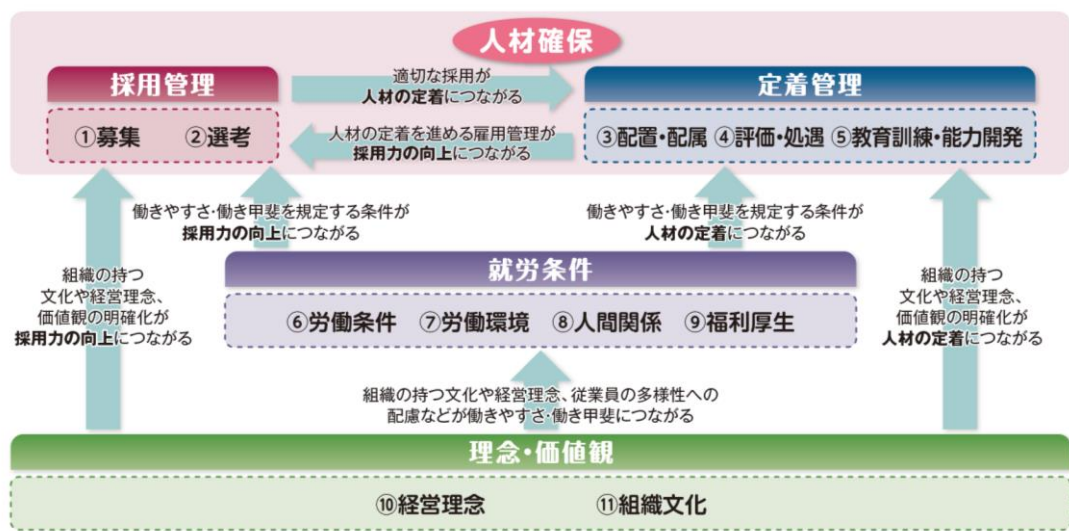 人材確保
採用管理
①募集 ②選考
適切な採用が
人材の定着につながる
人材の定着を進める雇用管理が
採用力の向上につながる
定着管理
③配置・配属 ④評価・処遇 ⑤教育訓練・能力開発
働きやすさ・働き甲斐を規定する条件が
採用力の向上につながる
働きやすさ・働き甲斐を規定する条件が
人材の定着につながる
組織の持つ
文化や経営理念、
価値観の明確化が
採用力の向上につながる
就労条件
⑥労働条件 ⑦労働環境 ⑧人間関係 ⑨福利厚生
組織の持つ
文化や経営理念、
価値観の明確化が
人材の定着につながる
組織の持つ文化や経営理念、従業員の多様性への
配慮などが働きやすさ・働き甲斐につながる
理念・価値観
⑩経営理念 ⑪組織文化